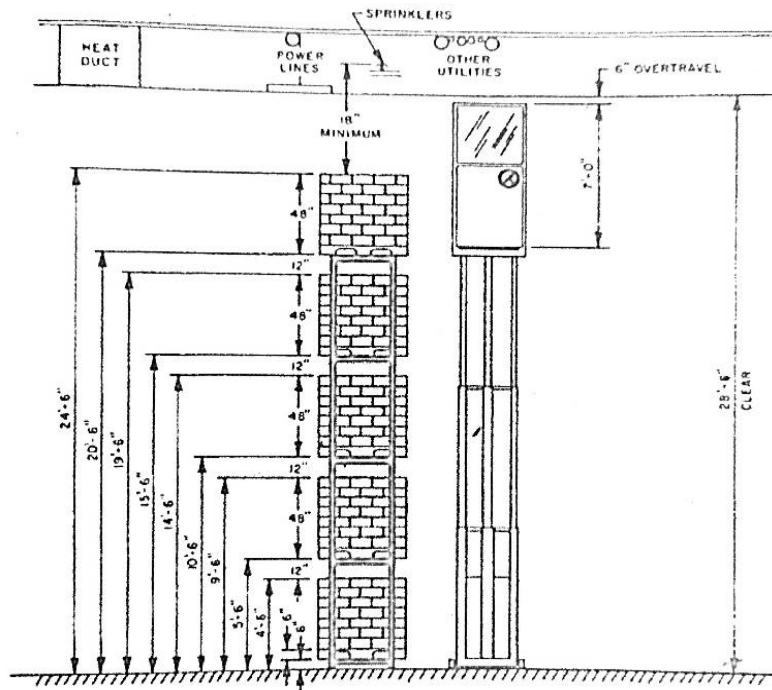 SPRINKLERS
HEAT
DUCT
POWER
LINES
OTHER
UTILITIES
6" OVERTRAVEL
18"
MINIMUM
7'-0"
48"
12"
48"
12"
48"
12"
48"
12"
6"
6"
24'-6"
20'-6"
19'-6"
15'-6"
14'-6"
10'-6"
9'-6"
5'-6"
4'-6"
28'-6"
CLEAR